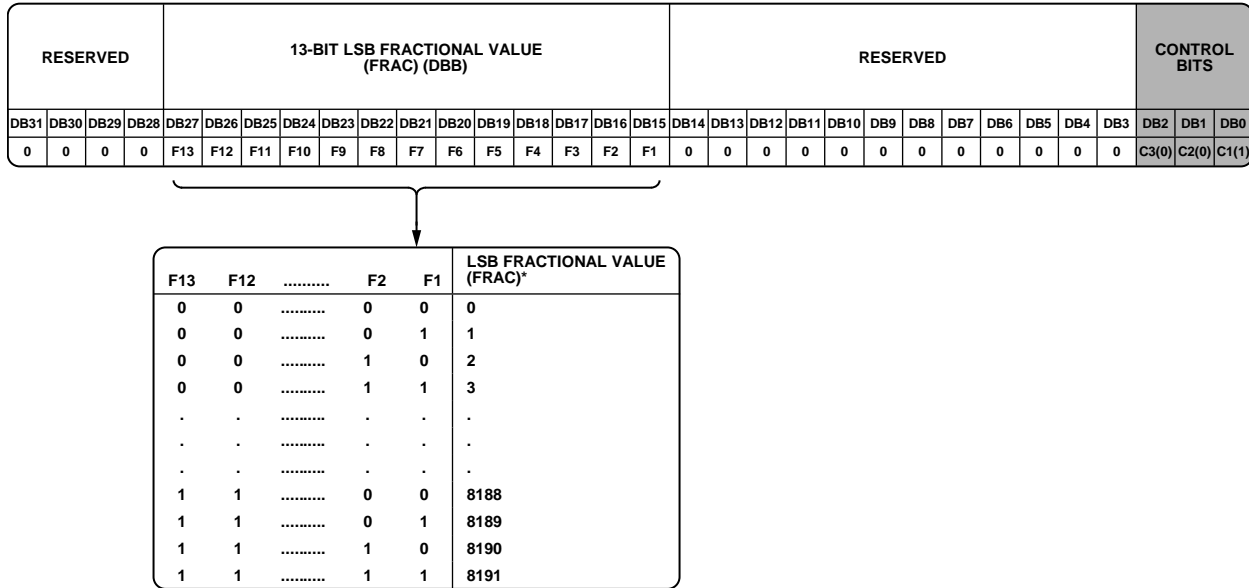 RESERVED
13-BIT LSB FRACTIONAL VALUE
(FRAC) (DBB)
RESERVED
CONTROL
BITS
DB31 DB30 DB29 DB28 DB27 DB26 DB25 DB24 DB23 DB22 DB21 DB20 DB19 DB18 DB17 DB16 DB15 DB14 DB13 DB12 DB11 DB10 DB9 DB8 DB7 DB6 DB5 DB4 DB3 DB2 DB1 DB0
0 0 0 0 F13 F12 F11 F10 F9 F8 F7 F6 F5 F4 F3 F2 F1 0 0 0 0 0 0 0 0 0 0 0 0 C3(0) C2(0) C1(1)
F13 F12 .......... F2 F1 LSB FRACTIONAL VALUE
(FRAC)*
0 0 .......... 0 0 0
0 0 .......... 0 1 1
0 0 .......... 1 0 2
0 0 .......... 1 1 3
. . .......... . . .
. . .......... . . .
. . .......... . . .
1 1 .......... 0 0 8188
1 1 .......... 0 1 8189
1 1 .......... 1 0 8190
1 1 .......... 1 1 8191